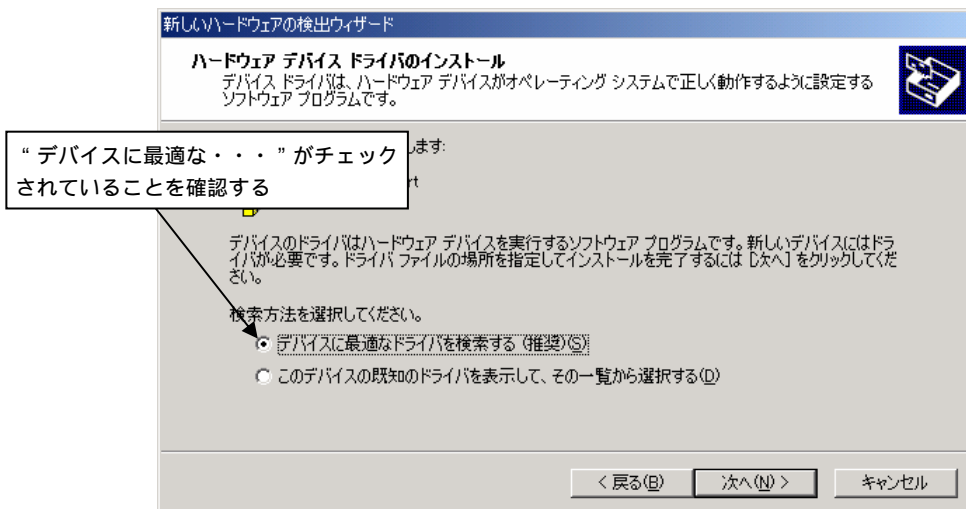 新しいハードウェアの検出ウィザード
ハードウェア デバイス ドライバのインストール
デバイス ドライバは、ハードウェア デバイスがオペレーティング システムで正しく動作するように設定する
ソフトウェア プログラムです。
“デバイスに最適な・・・”がチェック
されていることを確認する
します:
rt
デバイスのドライバはハードウェア デバイスを実行するソフトウェア プログラムです。新しいデバイスにはドラ
イバが必要です。ドライバ ファイルの場所を指定してインストールを完了するには [次へ] をクリックしてくだ
さい。
検索方法を選択してください。
デバイスに最適なドライバを検索する (推奨)(S)
このデバイスの既知のドライバを表示して、その一覧から選択する(D)
< 戻る(B)
次へ(N) >
キャンセル